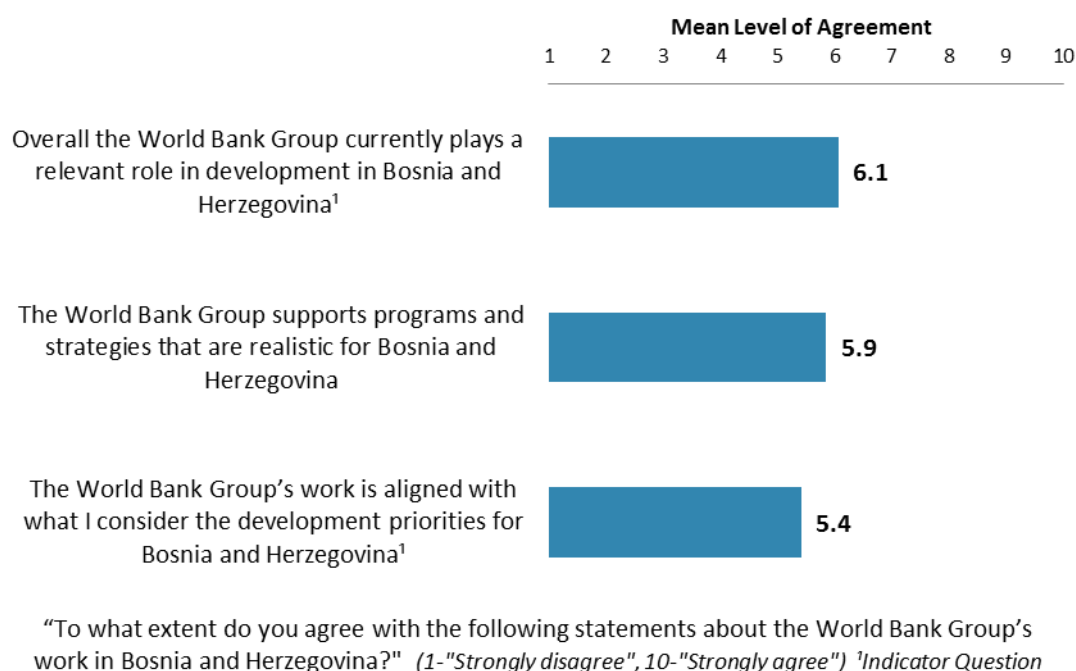 Mean Level of Agreement
1 2 3 4 5 6 7 8 9 10
Overall the World Bank Group currently plays a
relevant role in development in Bosnia and
Herzegovina¹
6.1
The World Bank Group supports programs and
strategies that are realistic for Bosnia and
Herzegovina
5.9
The World Bank Group’s work is aligned with
what I consider the development priorities for
Bosnia and Herzegovina¹
5.4
“To what extent do you agree with the following statements about the World Bank Group’s
work in Bosnia and Herzegovina?" (1-"Strongly disagree", 10-"Strongly agree") ¹Indicator Question